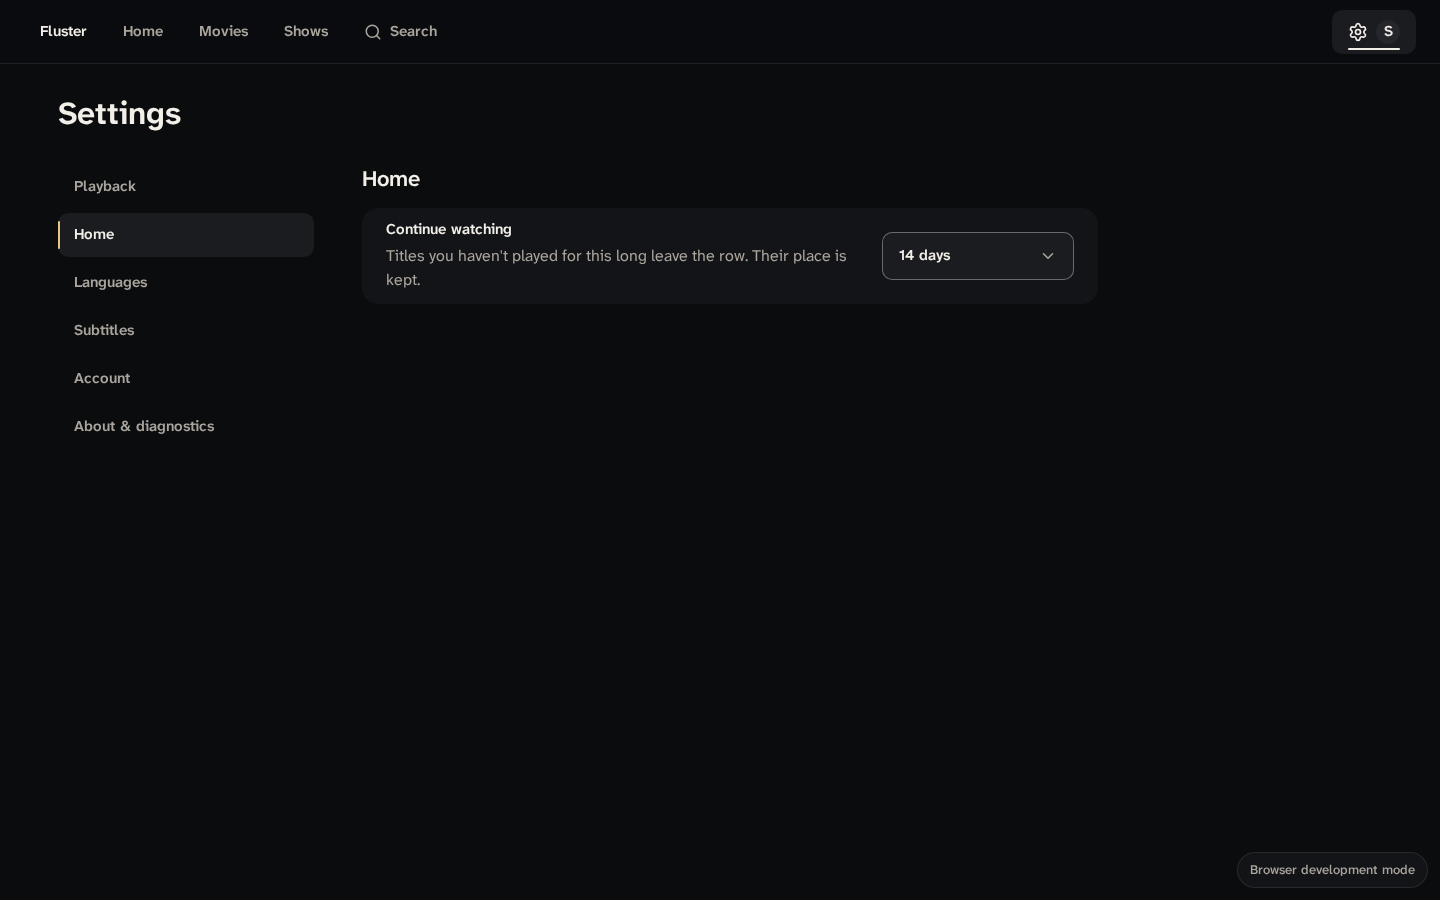 Fluster
Home
Movies
Shows
Search
S
Settings
Playback
Home
Languages
Subtitles
Account
About & diagnostics
Home
Continue watching
Titles you haven't played for this long leave the row. Their place is
kept.
14 days
Browser development mode